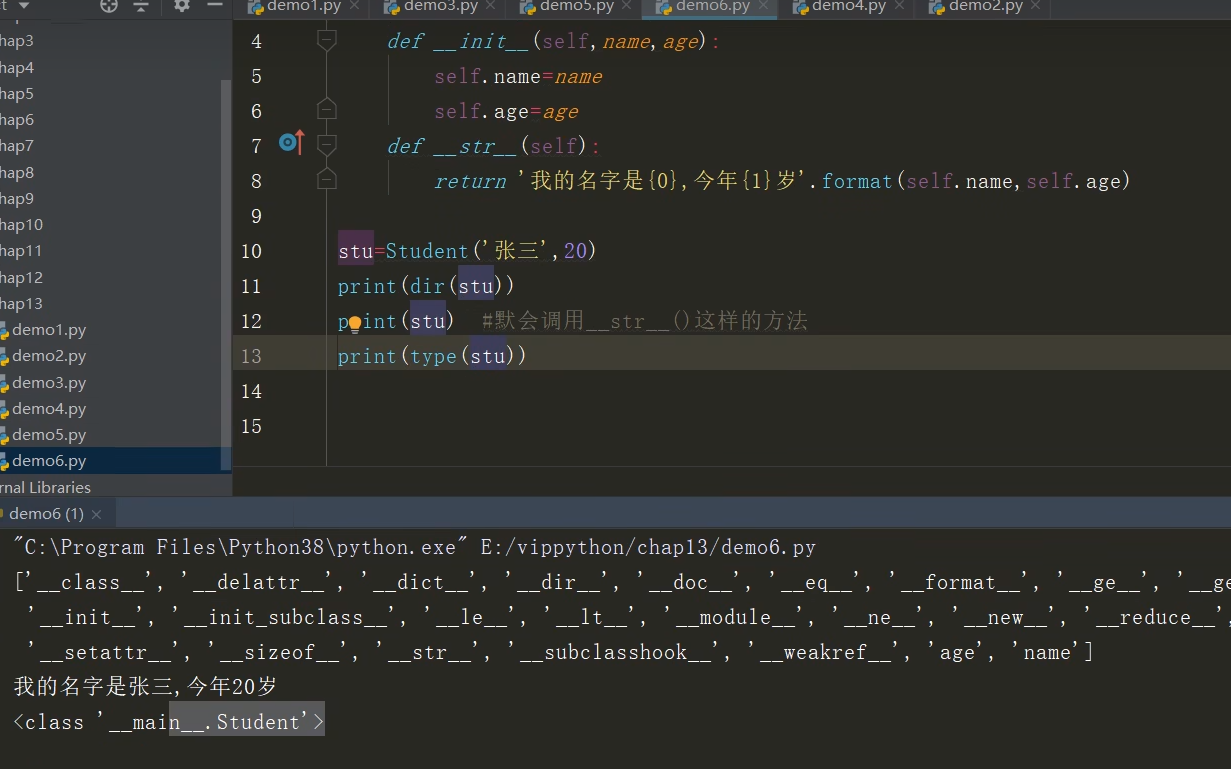 demo1.py × demo3.py × demo5.py × demo6.py × demo4.py × demo2.py ×
hap3
hap4
hap5
hap6
hap7
hap8
hap9
hap10
hap11
hap12
hap13
demo1.py
demo2.py
demo3.py
demo4.py
demo5.py
demo6.py
rnal Libraries
4 def __init__(self,name,age):
5 self.name=name
6 self.age=age
7 def __str__(self):
8 return '我的名字是{0},今年{1}岁'.format(self.name,self.age)
9
10 stu=Student('张三',20)
11 print(dir(stu))
12 print(stu) #默会调用__str__()这样的方法
13 print(type(stu))
14
15
demo6 (1) ×
"C:\Program Files\Python38\python.exe" E:/vippython/chap13/demo6.py
['__class__', '__delattr__', '__dict__', '__dir__', '__doc__', '__eq__', '__format__', '__ge__', '__ge
'__init__', '__init_subclass__', '__le__', '__lt__', '__module__', '__ne__', '__new__', '__reduce__',
'__setattr__', '__sizeof__', '__str__', '__subclasshook__', '__weakref__', 'age', 'name']
我的名字是张三,今年20岁
<class '__main__.Student'>